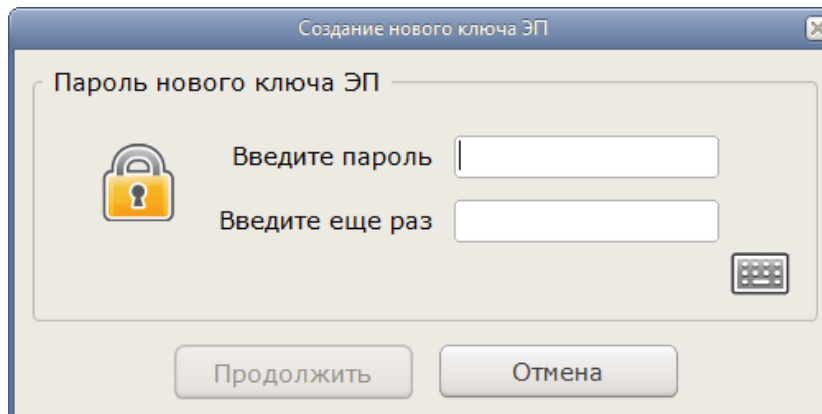 Создание нового ключа ЭП
Пароль нового ключа ЭП
Введите пароль
Введите еще раз
Продолжить
Отмена